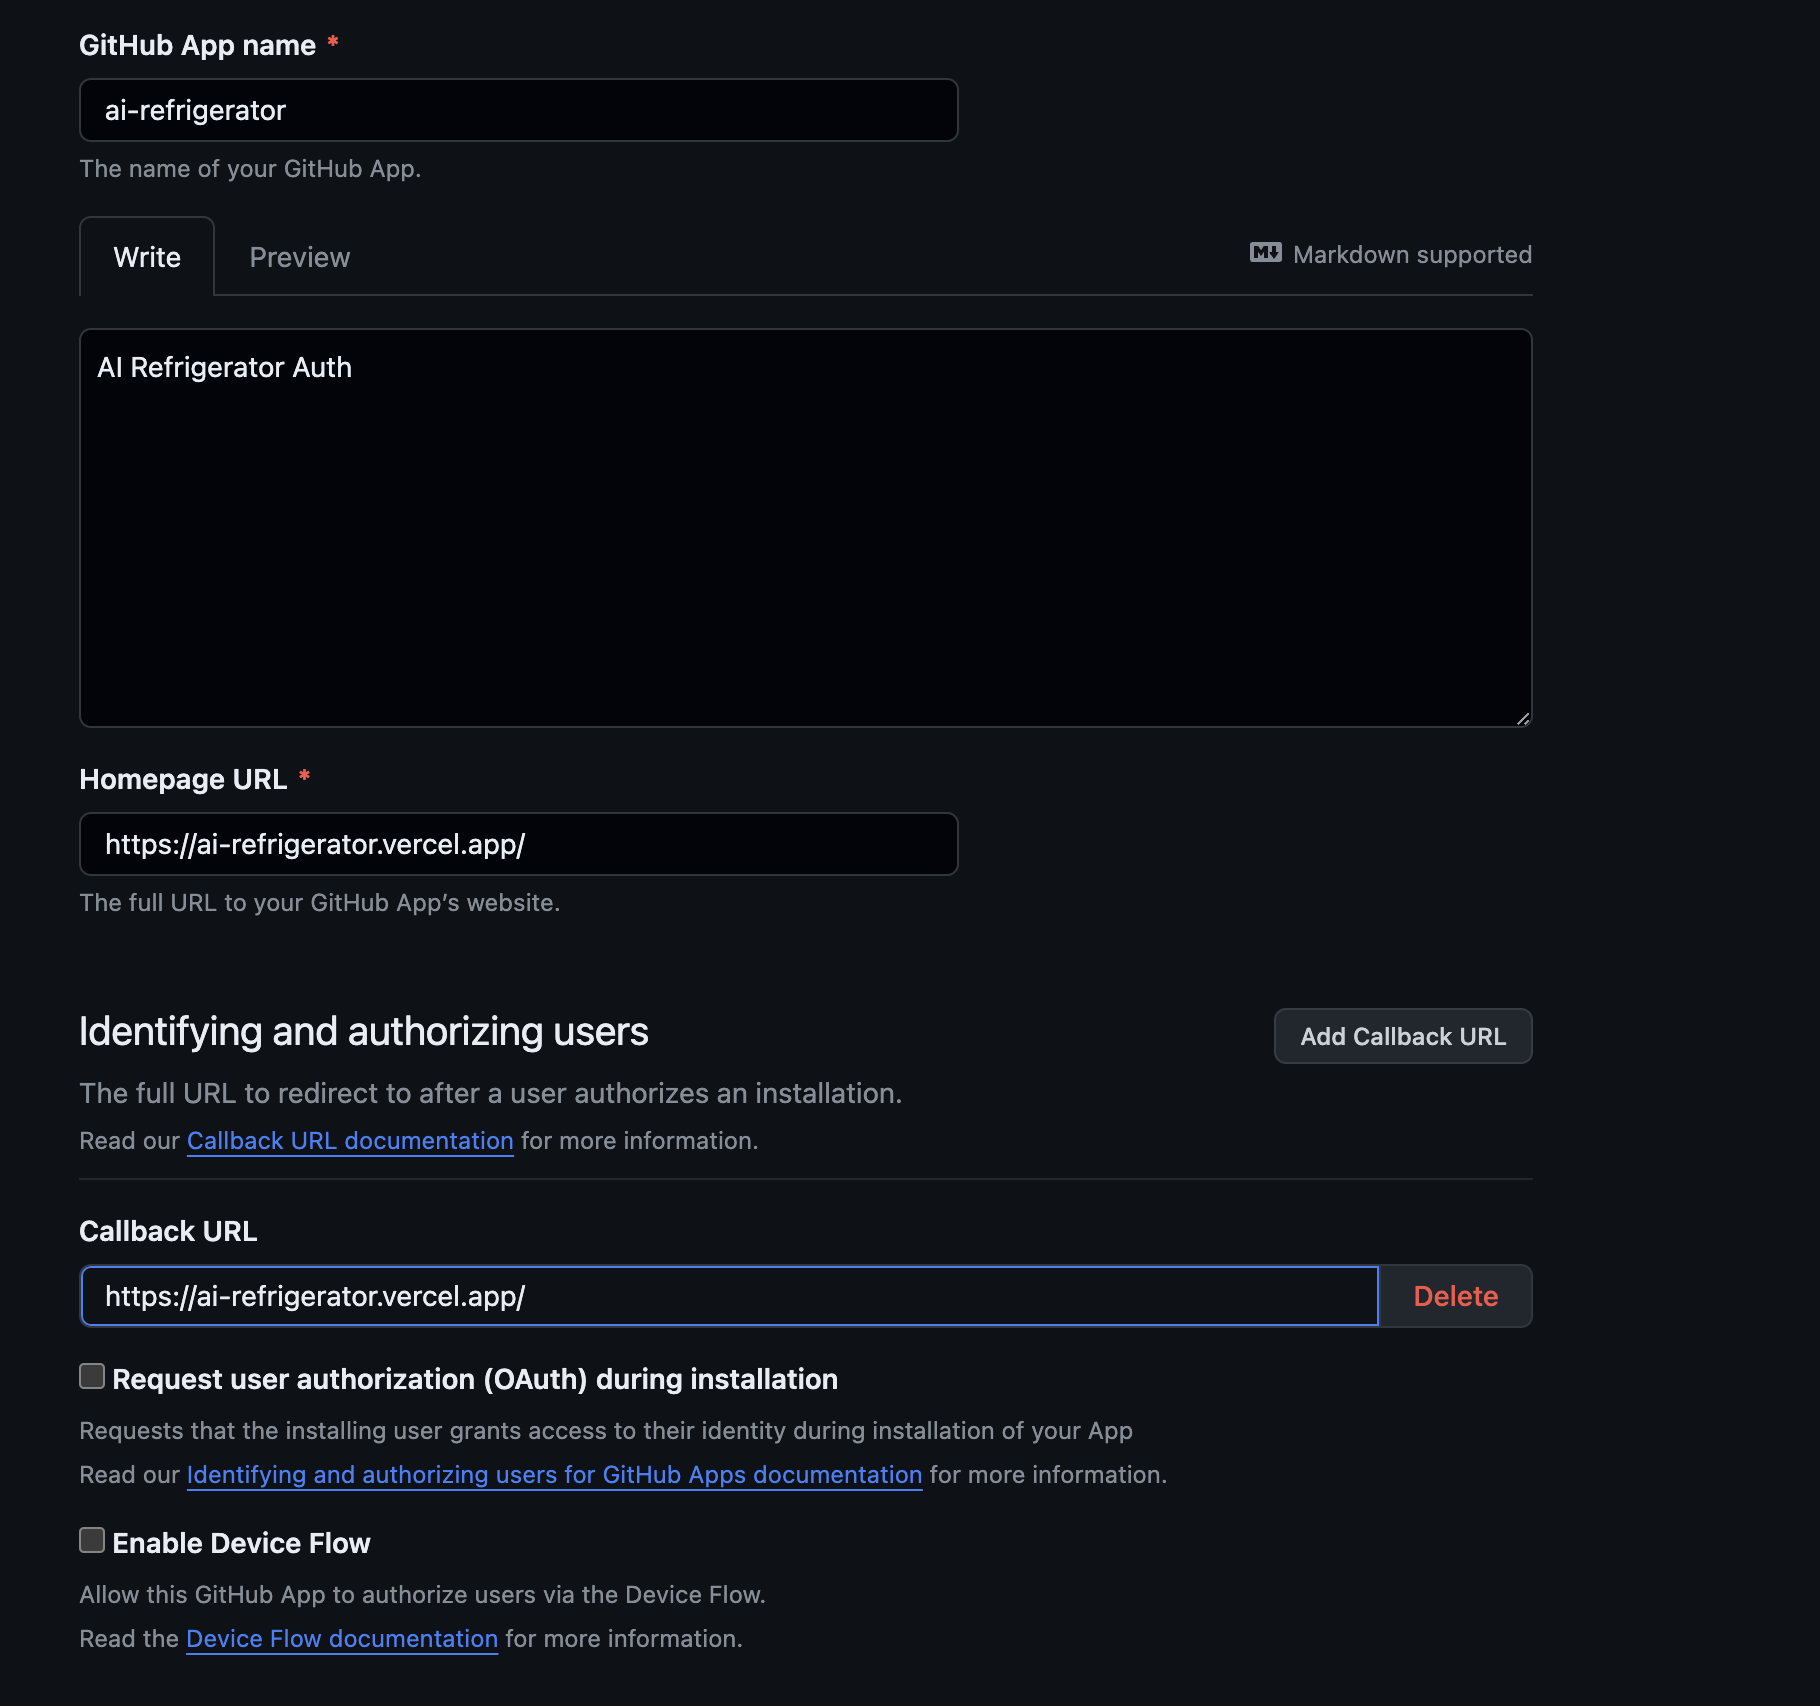 GitHub App name *
ai-refrigerator
The name of your GitHub App.
Write Preview Markdown supported
AI Refrigerator Auth
Homepage URL *
https://ai-refrigerator.vercel.app/
The full URL to your GitHub App’s website.
Identifying and authorizing users Add Callback URL
The full URL to redirect to after a user authorizes an installation.
Read our Callback URL documentation for more information.
Callback URL
https://ai-refrigerator.vercel.app/ Delete
Request user authorization (OAuth) during installation
Requests that the installing user grants access to their identity during installation of your App
Read our Identifying and authorizing users for GitHub Apps documentation for more information.
Enable Device Flow
Allow this GitHub App to authorize users via the Device Flow.
Read the Device Flow documentation for more information.